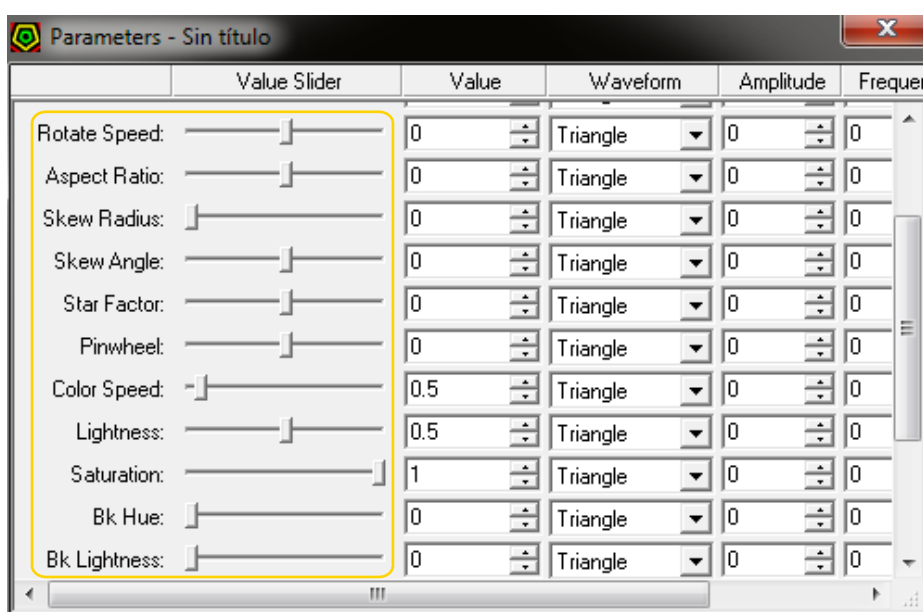 Parameters - Sin título
Value Slider Value Waveform Amplitude Frequer
Rotate Speed: 0 Triangle 0 0
Aspect Ratio: 0 Triangle 0 0
Skew Radius: 0 Triangle 0 0
Skew Angle: 0 Triangle 0 0
Star Factor: 0 Triangle 0 0
Pinwheel: 0 Triangle 0 0
Color Speed: 0.5 Triangle 0 0
Lightness: 0.5 Triangle 0 0
Saturation: 1 Triangle 0 0
Bk Hue: 0 Triangle 0 0
Bk Lightness: 0 Triangle 0 0